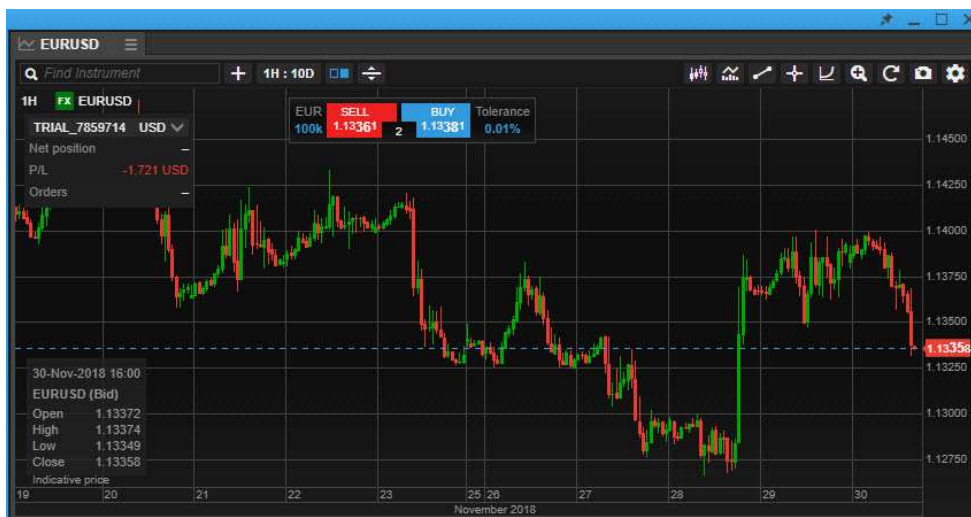 EURUSD
Find Instrument
1H : 10D
1H FX EURUSD
TRIAL_7859714 USD
Net position –
P/L -1,721 USD
Orders –
EUR SELL BUY Tolerance
100k 1.13361 2 1.13381 0.01%
1.14500
1.14250
1.14000
1.13750
1.13500
1.13358
1.13250
1.13000
1.12750
30-Nov-2018 16:00
EURUSD (Bid)
Open 1.13372
High 1.13374
Low 1.13349
Close 1.13358
Indicative price
19 20 21 22 23 25 26 27 28 29 30
November 2018